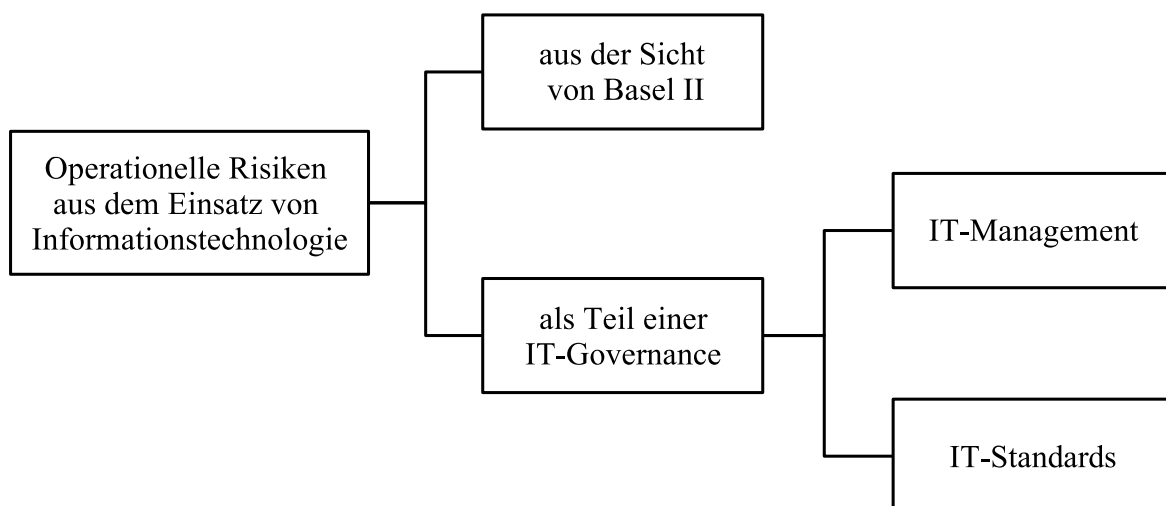 Operationelle Risiken
aus dem Einsatz von
Informationstechnologie
aus der Sicht
von Basel II
als Teil einer
IT-Governance
IT-Management
IT-Standards